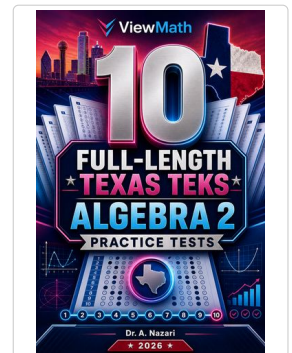 ViewMath
10
FULL-LENGTH
TEXAS TEKS
ALGEBRA 2
PRACTICE TESTS
1 2 3 4 5 6 7 8 9 10
Dr. A. Nazari
2026